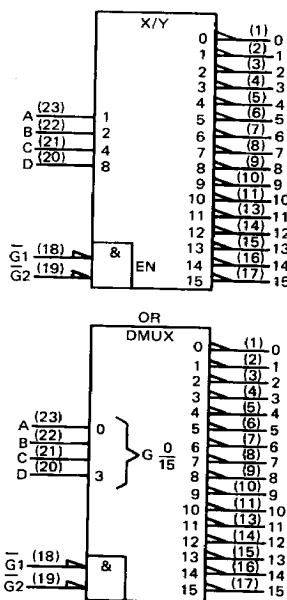 X/Y
0 (1) 0
1 (2) 1
2 (3) 2
3 (4) 3
4 (5) 4
A (23) 1 5 (6) 5
B (22) 2 6 (7) 6
C (21) 4 7 (8) 7
D (20) 8 8 (9) 8
9 (10) 9
10 (11) 10
11 (13) 11
12 (14) 12
G̅1 (18) & 13 (15) 13
EN 14 (16) 14
G̅2 (19) 15 (17) 15
OR
DMUX
0 (1) 0
1 (2) 1
2 (3) 2
3 (4) 3
4 (5) 4
A (23) 0 5 (6) 5
B (22) 0 6 (7) 6
C (21) G 15 7 (8) 7
D (20) 3 8 (9) 8
9 (10) 9
10 (11) 10
11 (13) 11
12 (14) 12
G̅1 (18) & 13 (15) 13
14 (16) 14
G̅2 (19) 15 (17) 15